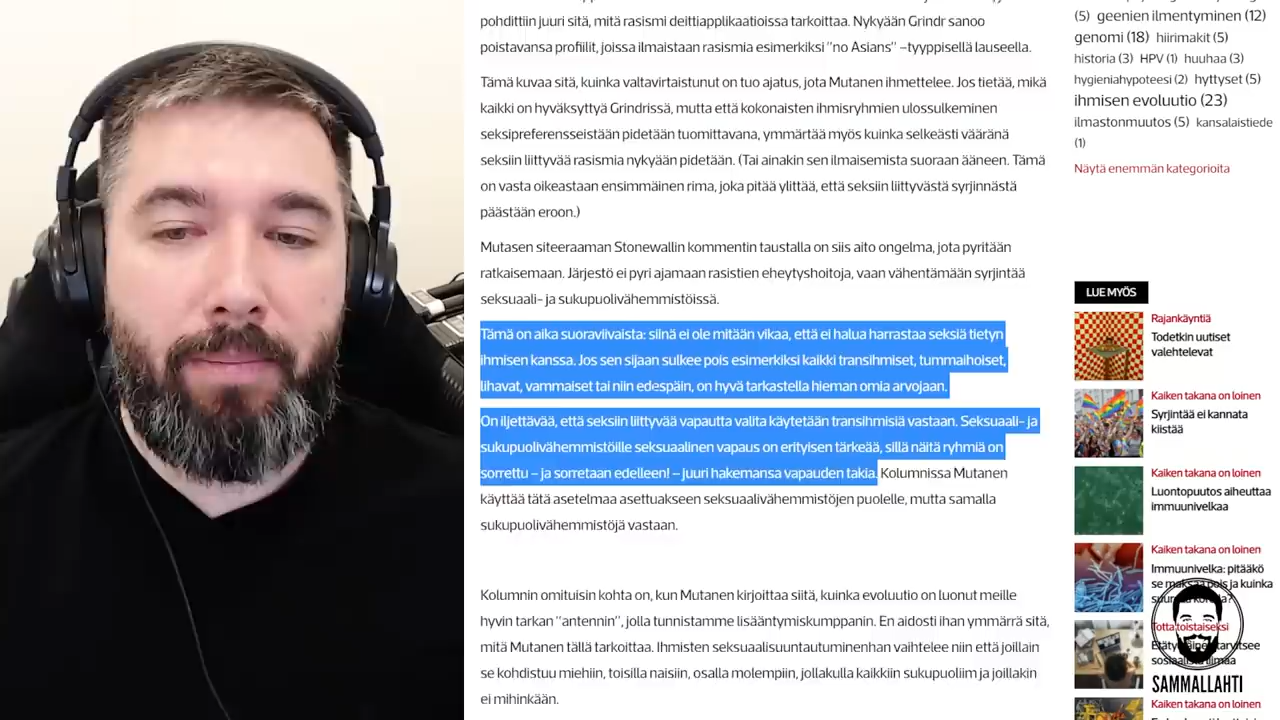 pohdittiin juuri sitä, mitä rasismi deittiapplikaatioissa tarkoittaa. Nykyään Grindr sanoo
poistavansa profiilit, joissa ilmaistaan rasismia esimerkiksi ”no Asians” –tyyppisellä lauseella.
Tämä kuvaa sitä, kuinka valtavirtaistunut on tuo ajatus, jota Mutanen ihmettelee. Jos tietää, mikä
kaikki on hyväksyttyä Grindrissä, mutta että kokonaisten ihmisryhmien ulossulkeminen
seksipreferensseistään pidetään tuomittavana, ymmärtää myös kuinka selkeästi vääränä
seksiin liittyvää rasismia nykyään pidetään. (Tai ainakin sen ilmaisemista suoraan ääneen. Tämä
on vasta oikeastaan ensimmäinen rima, joka pitää ylittää, että seksiin liittyvästä syrjinnästä
päästään eroon.)
Mutasen siteeraaman Stonewallin kommentin taustalla on siis aito ongelma, jota pyritään
ratkaisemaan. Järjestö ei pyri ajamaan rasistien eheytyshoitoja, vaan vähentämään syrjintää
seksuaali- ja sukupuolivähemmistöissä.
Tämä on aika suoraviivaista: siinä ei ole mitään vikaa, että ei halua harrastaa seksiä tietyn
ihmisen kanssa. Jos sen sijaan sulkee pois esimerkiksi kaikki transihmiset, tummaihoiset,
lihavat, vammaiset tai niin edespäin, on hyvä tarkastella hieman omia arvojaan.
On iljettävää, että seksiin liittyvää vapautta valita käytetään transihmisiä vastaan. Seksuaali- ja
sukupuolivähemmistöille seksuaalinen vapaus on erityisen tärkeää, sillä näitä ryhmiä on
sorrettu – ja sorretaan edelleen! – juuri hakemansa vapauden takia. Kolumnissa Mutanen
käyttää tätä asetelmaa asettuakseen seksuaalivähemmistöjen puolelle, mutta samalla
sukupuolivähemmistöjä vastaan.
Kolumnin omituisin kohta on, kun Mutanen kirjoittaa siitä, kuinka evoluutio on luonut meille
hyvin tarkan ”antennin”, jolla tunnistamme lisääntymiskumppanin. En aidosti ihan ymmärrä sitä,
mitä Mutanen tällä tarkoittaa. Ihmisten seksuaalisuuntautuminenhan vaihtelee niin että joillain
se kohdistuu miehiin, toisilla naisiin, osalla molempiin, jollakulla kaikkiin sukupuoliin ja joillakin
ei mihinkään.
(5) geenien ilmentyminen (12)
genomi (18) hiirimakit (5)
historia (3) HPV (1) huuhaa (3)
hygieniahypoteesi (2) hyttyset (5)
ihmisen evoluutio (23)
ilmastonmuutos (5) kansalaistiede
(1)
Näytä enemmän kategorioita
LUE MYÖS
Rajankäyntiä
Todetkin uutiset
valehtelevat
Kaiken takana on loinen
Syrjintää ei kannata
kiistää
Kaiken takana on loinen
Luontopuutos aiheuttaa
immuunivelkaa
Kaiken takana on loinen
Immuunivelka: pitääkö
se maksaa pois ja kuinka
Totta toistaiseksi
SAMMALLAHTI
Kaiken takana on loinen